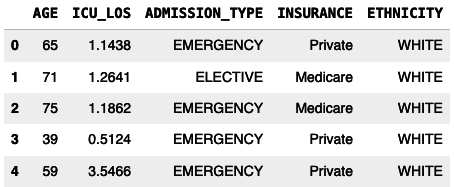 AGE ICU_LOS ADMISSION_TYPE INSURANCE ETHNICITY
0 65 1.1438 EMERGENCY Private WHITE
1 71 1.2641 ELECTIVE Medicare WHITE
2 75 1.1862 EMERGENCY Medicare WHITE
3 39 0.5124 EMERGENCY Private WHITE
4 59 3.5466 EMERGENCY Private WHITE